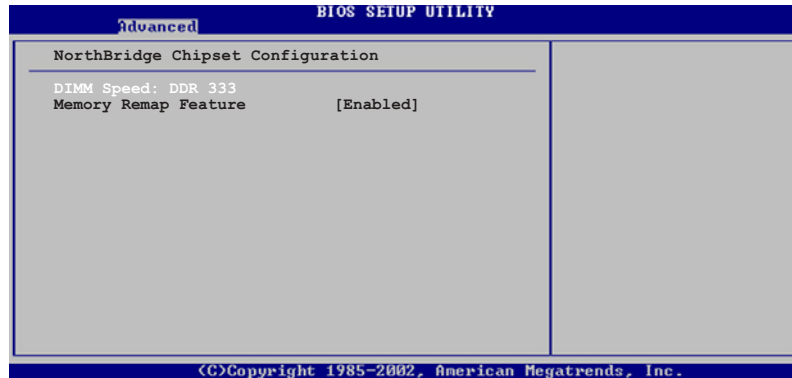 BIOS SETUP UTILITY
Advanced
NorthBridge Chipset Configuration
DIMM Speed: DDR 333
Memory Remap Feature [Enabled]
(C)Copyright 1985-2002, American Megatrends, Inc.